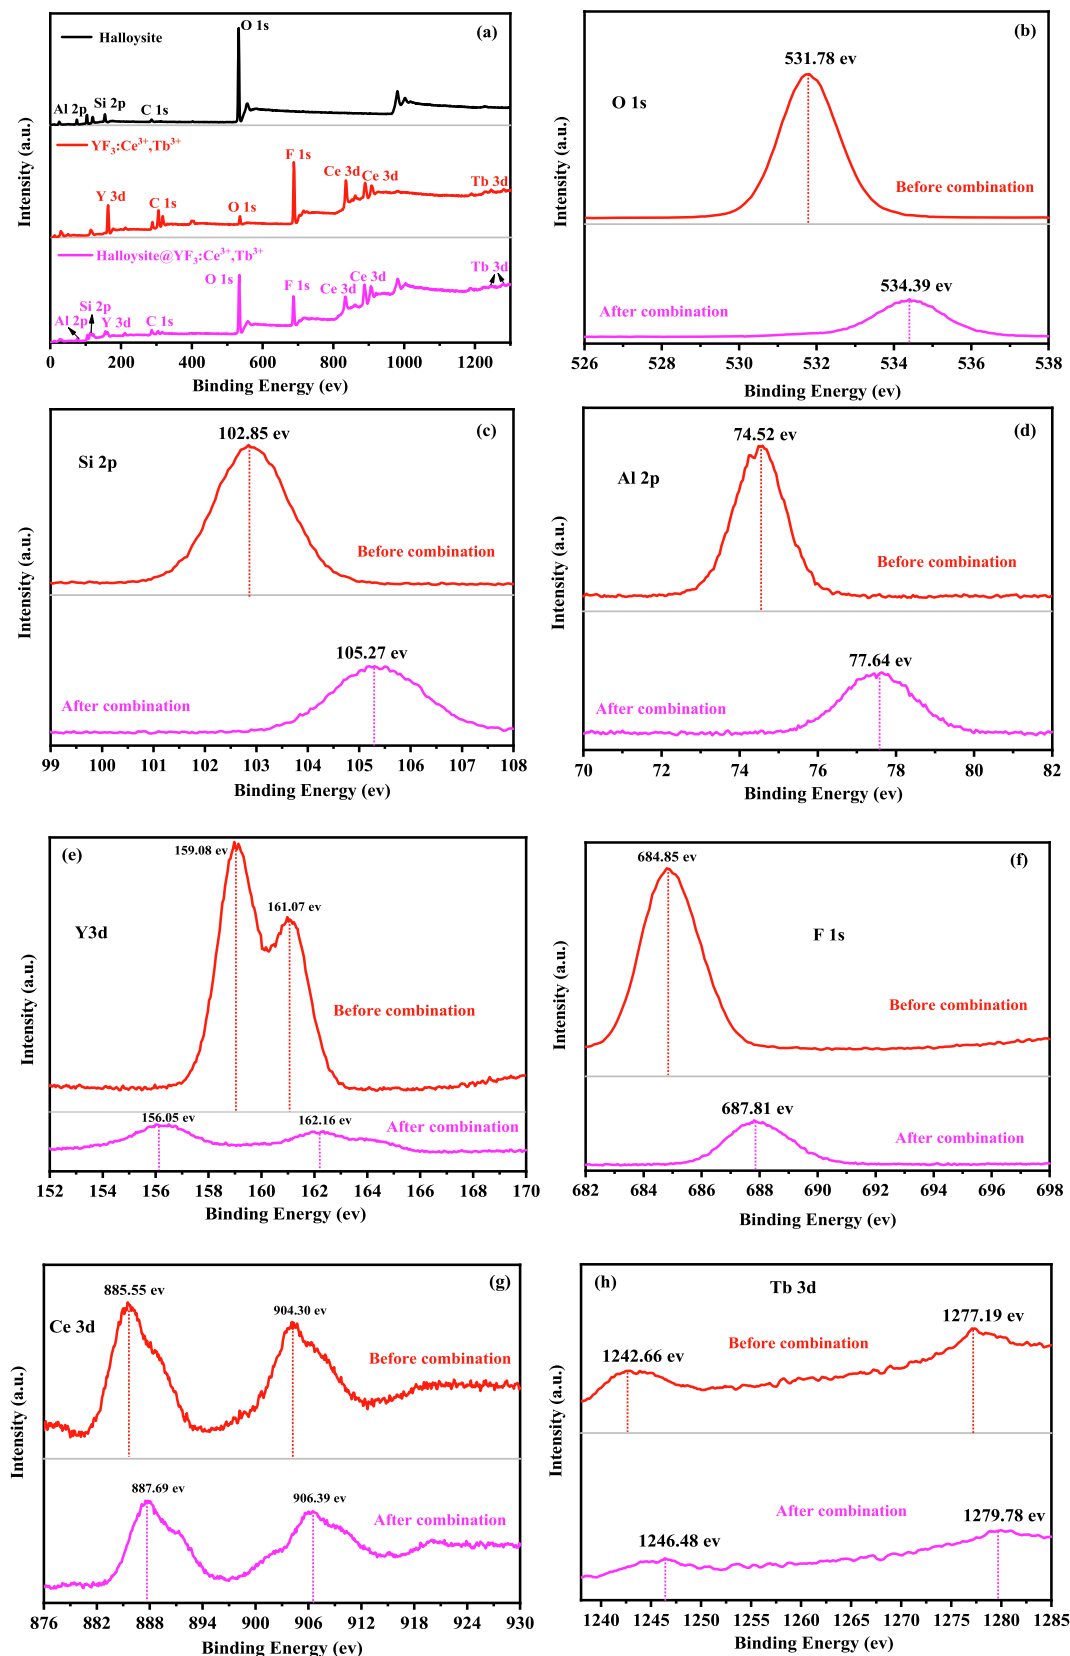 Halloysite
O 1s
(a)
Al 2p
Si 2p
C 1s
YF3:Ce3+,Tb3+
Y 3d
C 1s
O 1s
F 1s
Ce 3d
Ce 3d
Tb 3d
Halloysite@YF3:Ce3+,Tb3+
Al 2p
Si 2p
Y 3d
C 1s
O 1s
F 1s
Ce 3d
Ce 3d
Tb 3d
0 200 400 600 800 1000 1200
Binding Energy (ev)
Intensity (a.u.)
(b)
531.78 ev
O 1s
Before combination
534.39 ev
After combination
526 528 530 532 534 536 538
Binding Energy (ev)
Intensity (a.u.)
102.85 ev
(c)
Si 2p
Before combination
105.27 ev
After combination
99 100 101 102 103 104 105 106 107 108
Binding Energy (ev)
Intensity (a.u.)
74.52 ev
(d)
Al 2p
Before combination
77.64 ev
After combination
70 72 74 76 78 80 82
Binding Energy (ev)
Intensity (a.u.)
(e)
159.08 ev
161.07 ev
Y3d
Before combination
156.05 ev
162.16 ev
After combination
152 154 156 158 160 162 164 166 168 170
Binding Energy (ev)
Intensity (a.u.)
684.85 ev
(f)
F 1s
Before combination
687.81 ev
After combination
682 684 686 688 690 692 694 696 698
Binding Energy (ev)
Intensity (a.u.)
885.55 ev
(g)
904.30 ev
Ce 3d
Before combination
887.69 ev
906.39 ev
After combination
876 882 888 894 900 906 912 918 924 930
Binding Energy (ev)
Intensity (a.u.)
(h)
Tb 3d
1277.19 ev
Before combination
1242.66 ev
After combination
1279.78 ev
1246.48 ev
1240 1245 1250 1255 1260 1265 1270 1275 1280 1285
Binding Energy (ev)
Intensity (a.u.)